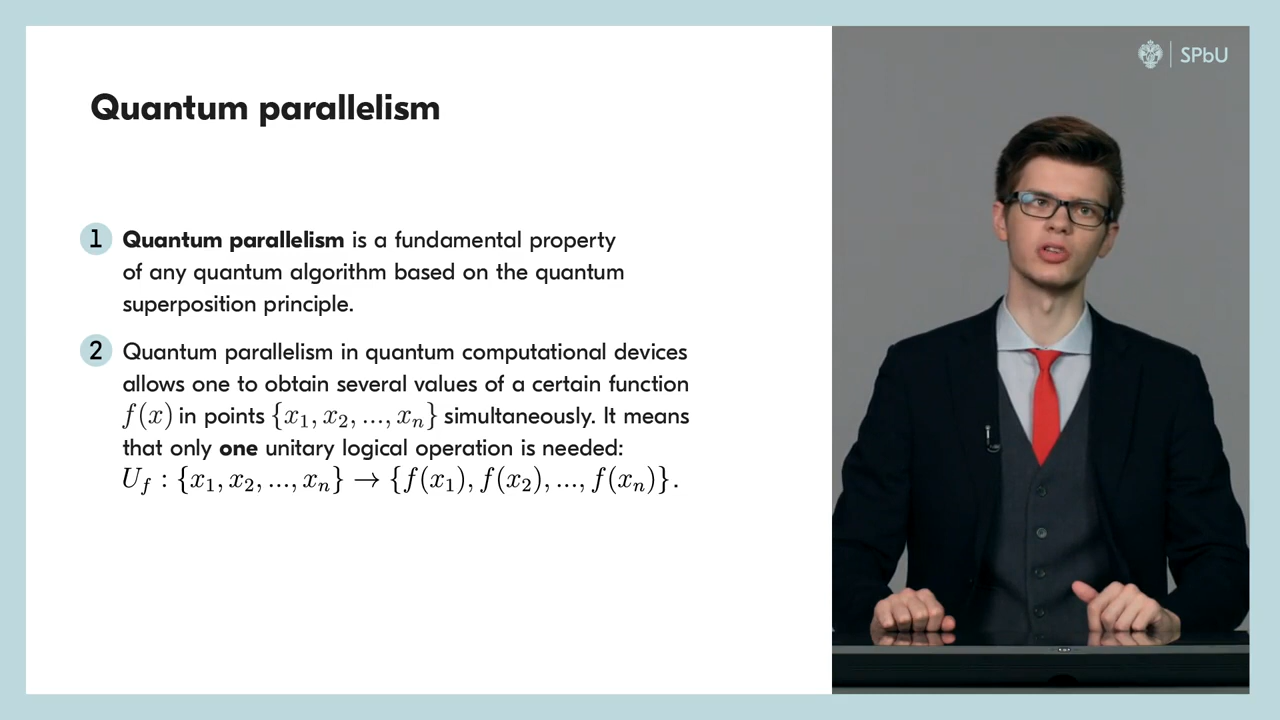 SPbU
Quantum parallelism
1 Quantum parallelism is a fundamental property
of any quantum algorithm based on the quantum
superposition principle.
2 Quantum parallelism in quantum computational devices
allows one to obtain several values of a certain function
f(x) in points {x₁, x₂, ..., xₙ} simultaneously. It means
that only one unitary logical operation is needed:
U_f : {x₁, x₂, ..., xₙ} → {f(x₁), f(x₂), ..., f(xₙ)}.